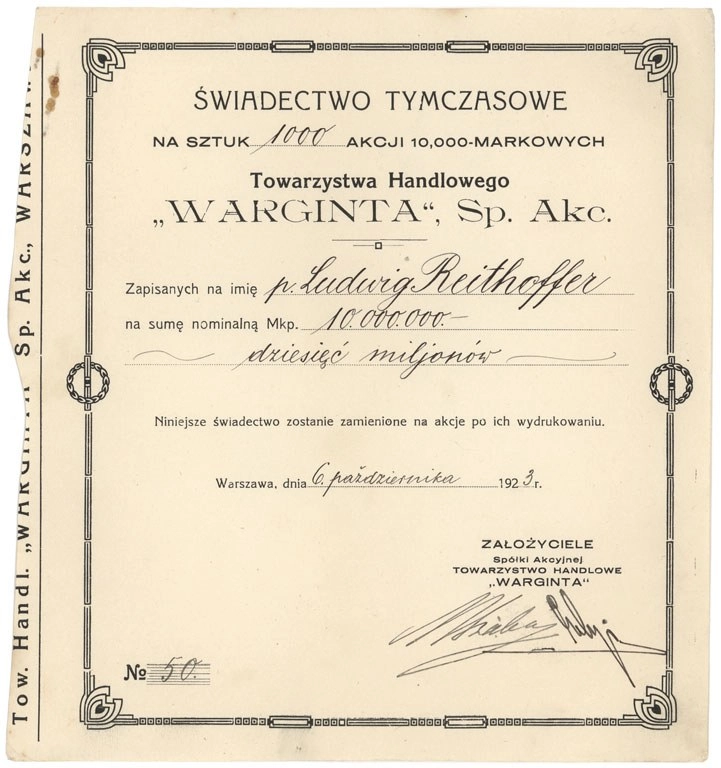 ŚWIADECTWO TYMCZASOWE
NA SZTUK 1000 AKCJI 10,000-MARKOWYCH
Towarzystwa Handlowego
„WARGINTA“, Sp. Akc.
Zapisanych na imię p. Ludwig Reithoffer
na sumę nominalną Mkp. 10.000.000.-
dziesięć miljonów
Niniejsze świadectwo zostanie zamienione na akcje po ich wydrukowaniu.
Warszawa, dnia 6. października 1923 r.
ZAŁOŻYCIELE
Spółki Akcyjnej
TOWARZYSTWO HANDLOWE
„WARGINTA“
№ 50.
Tow. Handl. „WARGINTA Sp. Akc., WARSZAW